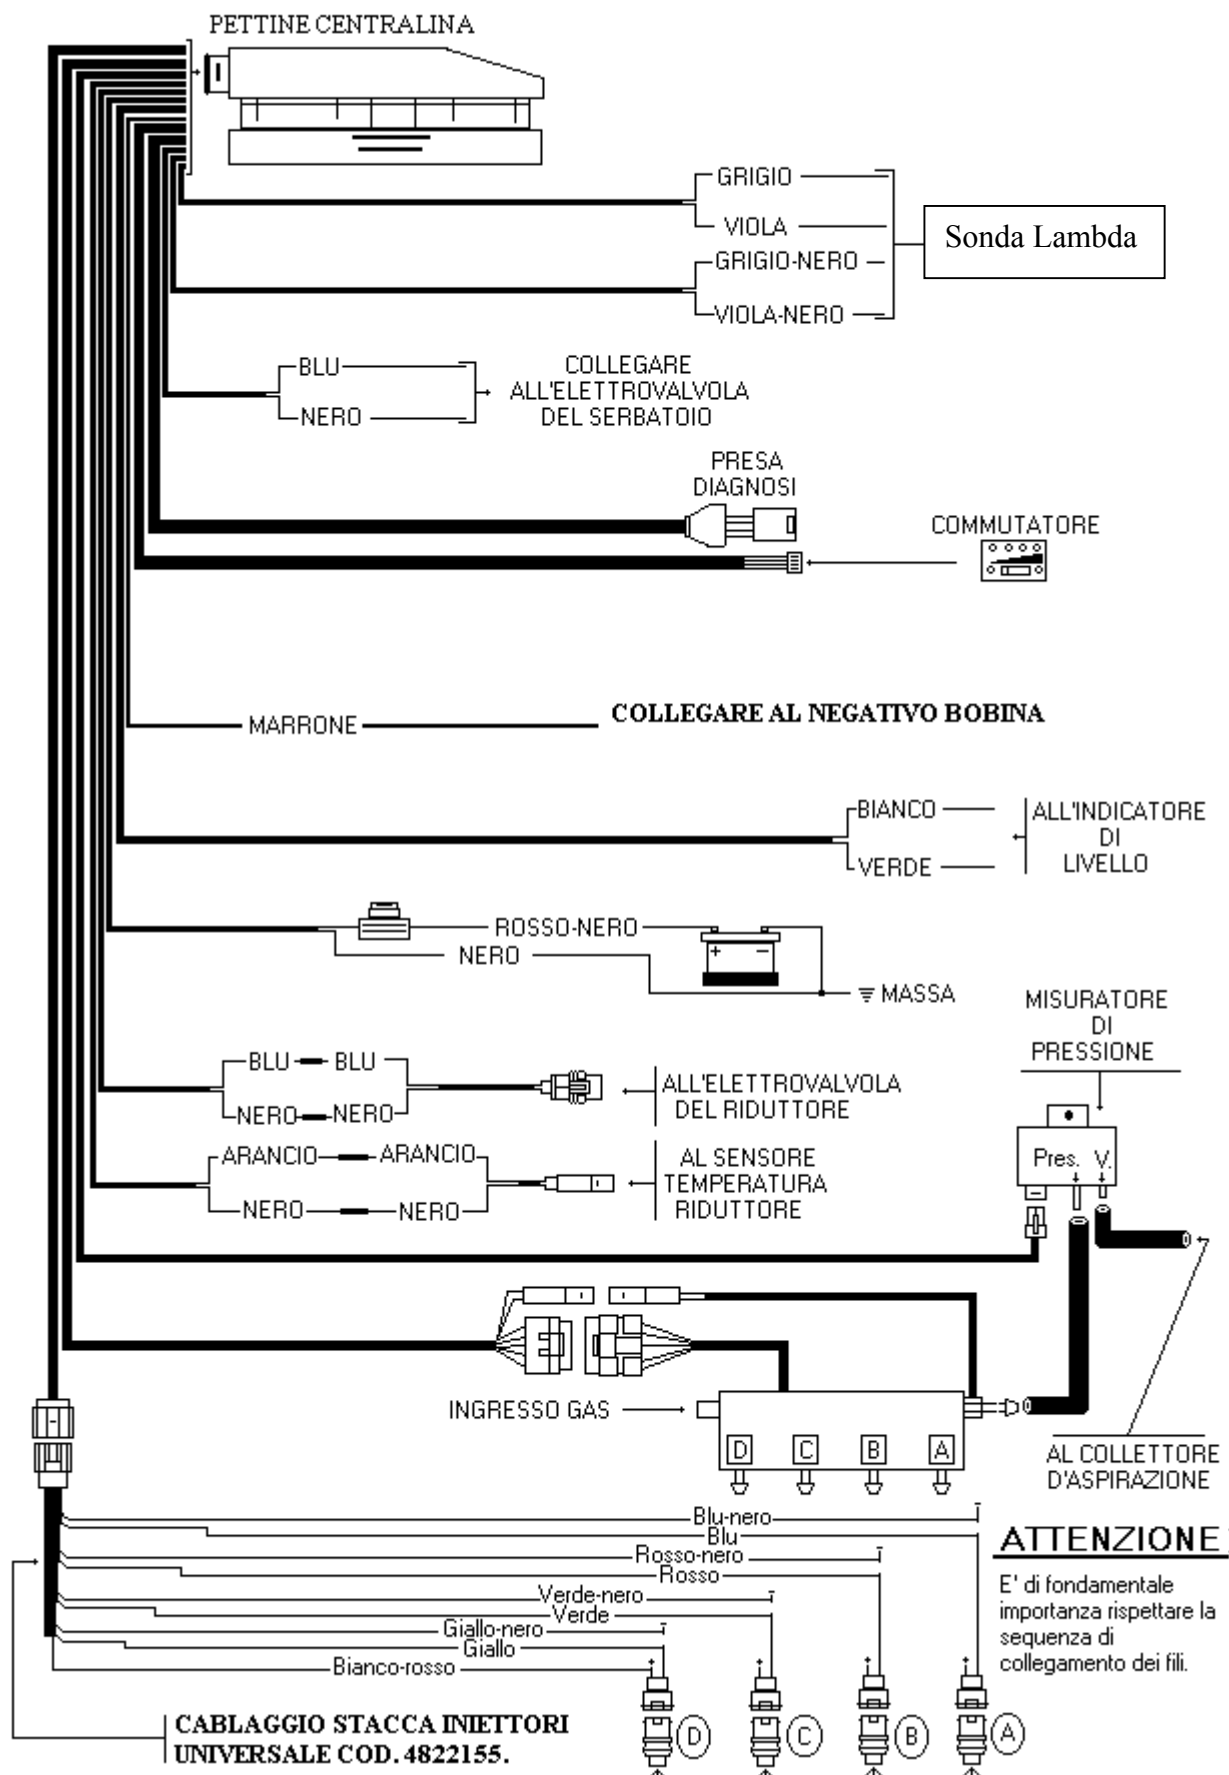 PETTINE CENTRALINA
GRIGIO
VIOLA
GRIGIO-NERO
VIOLA-NERO
Sonda Lambda
BLU
NERO
COLLEGARE
ALL'ELETTROVALVOLA
DEL SERBATOIO
PRESA
DIAGNOSI
COMMUTATORE
MARRONE
COLLEGARE AL NEGATIVO BOBINA
BIANCO
VERDE
ALL'INDICATORE
DI
LIVELLO
ROSSO-NERO
NERO
+ −
MASSA
MISURATORE
DI
PRESSIONE
BLU BLU
NERO NERO
ALL'ELETTROVALVOLA
DEL RIDUTTORE
ARANCIO ARANCIO
NERO NERO
AL SENSORE
TEMPERATURA
RIDUTTORE
Pres. V.
INGRESSO GAS
D C B A
AL COLLETTORE
D'ASPIRAZIONE
Blu-nero
Blu
Rosso-nero
Rosso
Verde-nero
Verde
Giallo-nero
Giallo
Bianco-rosso
ATTENZIONE
E' di fondamentale
importanza rispettare la
sequenza di
collegamento dei fili.
D C B A
CABLAGGIO STACCA INIETTORI
UNIVERSALE COD. 4822155.